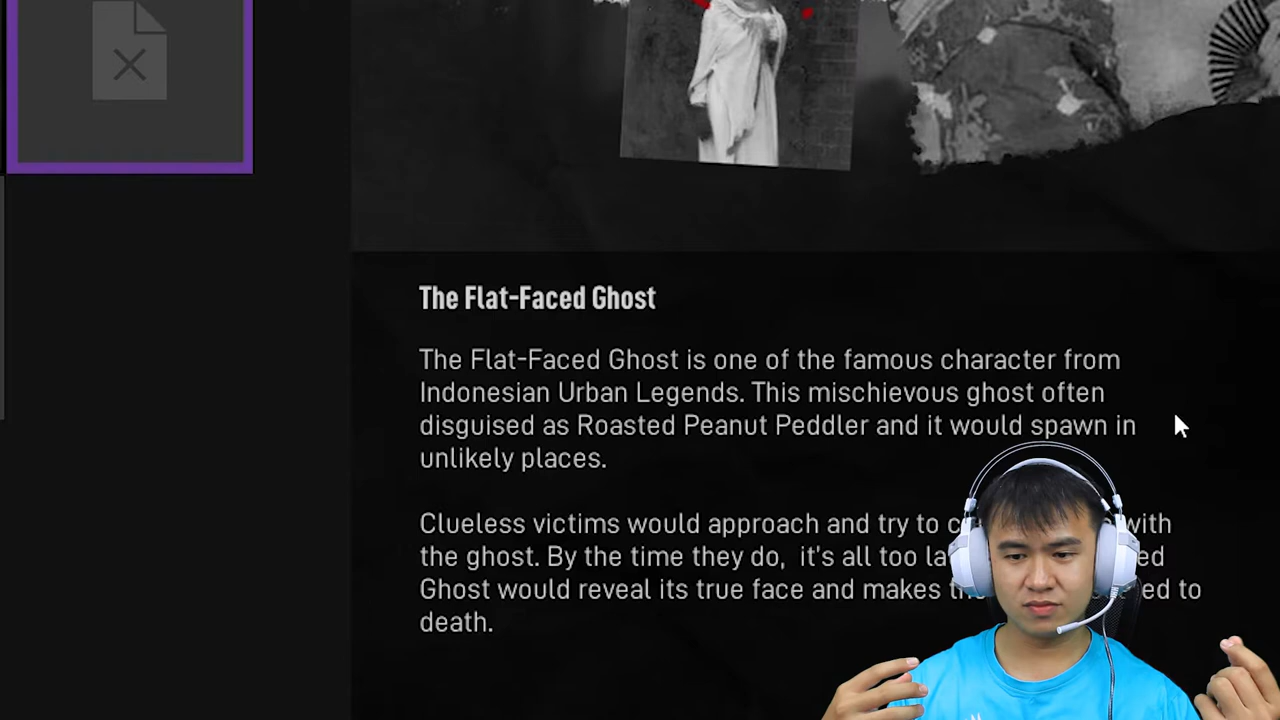 The Flat-Faced Ghost
The Flat-Faced Ghost is one of the famous character from
Indonesian Urban Legends. This mischievous ghost often
disguised as Roasted Peanut Peddler and it would spawn in
unlikely places.
Clueless victims would approach and try to with
the ghost. By the time they do, it's all too
Ghost would reveal its true face and makes to
death.